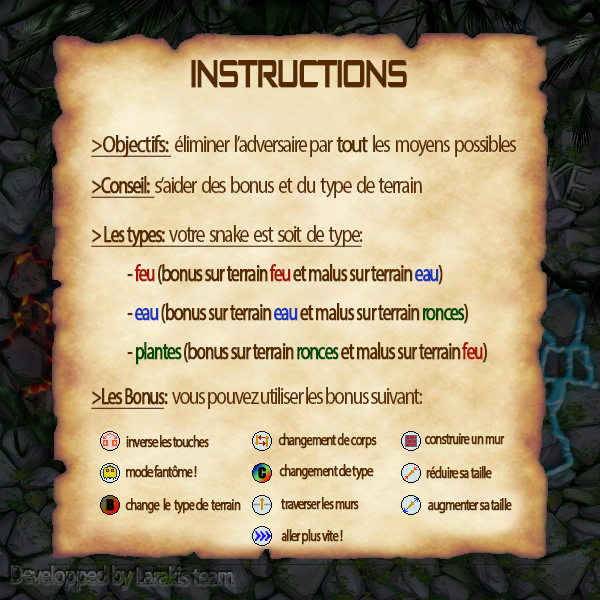 INSTRUCTIONS
>Objectifs: éliminer l'adversaire par tout les moyens possibles
>Conseil: s'aider des bonus et du type de terrain
>Les types: votre snake est soit de type:
- feu (bonus sur terrain feu et malus sur terrain eau)
- eau (bonus sur terrain eau et malus sur terrain ronces)
- plantes (bonus sur terrain ronces et malus sur terrain feu)
>Les Bonus: vous pouvez utiliser les bonus suivant:
inverse les touches changement de corps construire un mur
mode fantôme ! C changement de type réduire sa taille
B change le type de terrain traverser les murs augmenter sa taille
aller plus vite !
Developped by Larakis team